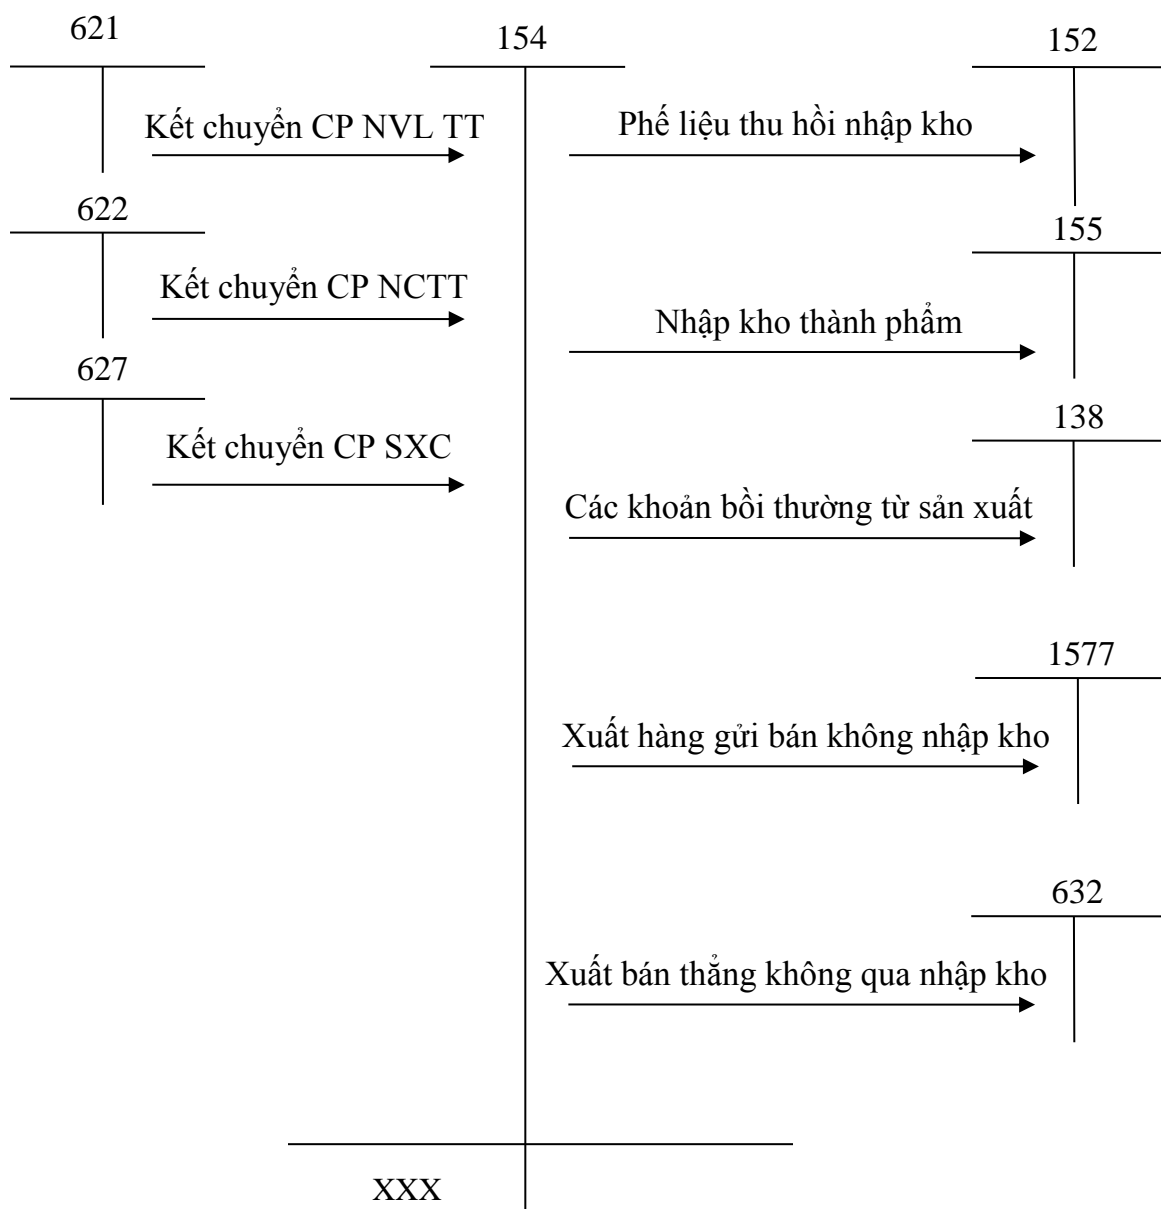 621
154
152
Kết chuyển CP NVL TT
Phế liệu thu hồi nhập kho
622
155
Kết chuyển CP NCTT
Nhập kho thành phẩm
627
138
Kết chuyển CP SXC
Các khoản bồi thường từ sản xuất
1577
Xuất hàng gửi bán không nhập kho
632
Xuất bán thẳng không qua nhập kho
XXX